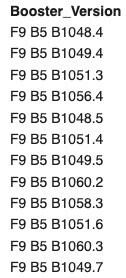 Booster_Version
F9 B5 B1048.4
F9 B5 B1049.4
F9 B5 B1051.3
F9 B5 B1056.4
F9 B5 B1048.5
F9 B5 B1051.4
F9 B5 B1049.5
F9 B5 B1060.2
F9 B5 B1058.3
F9 B5 B1051.6
F9 B5 B1060.3
F9 B5 B1049.7